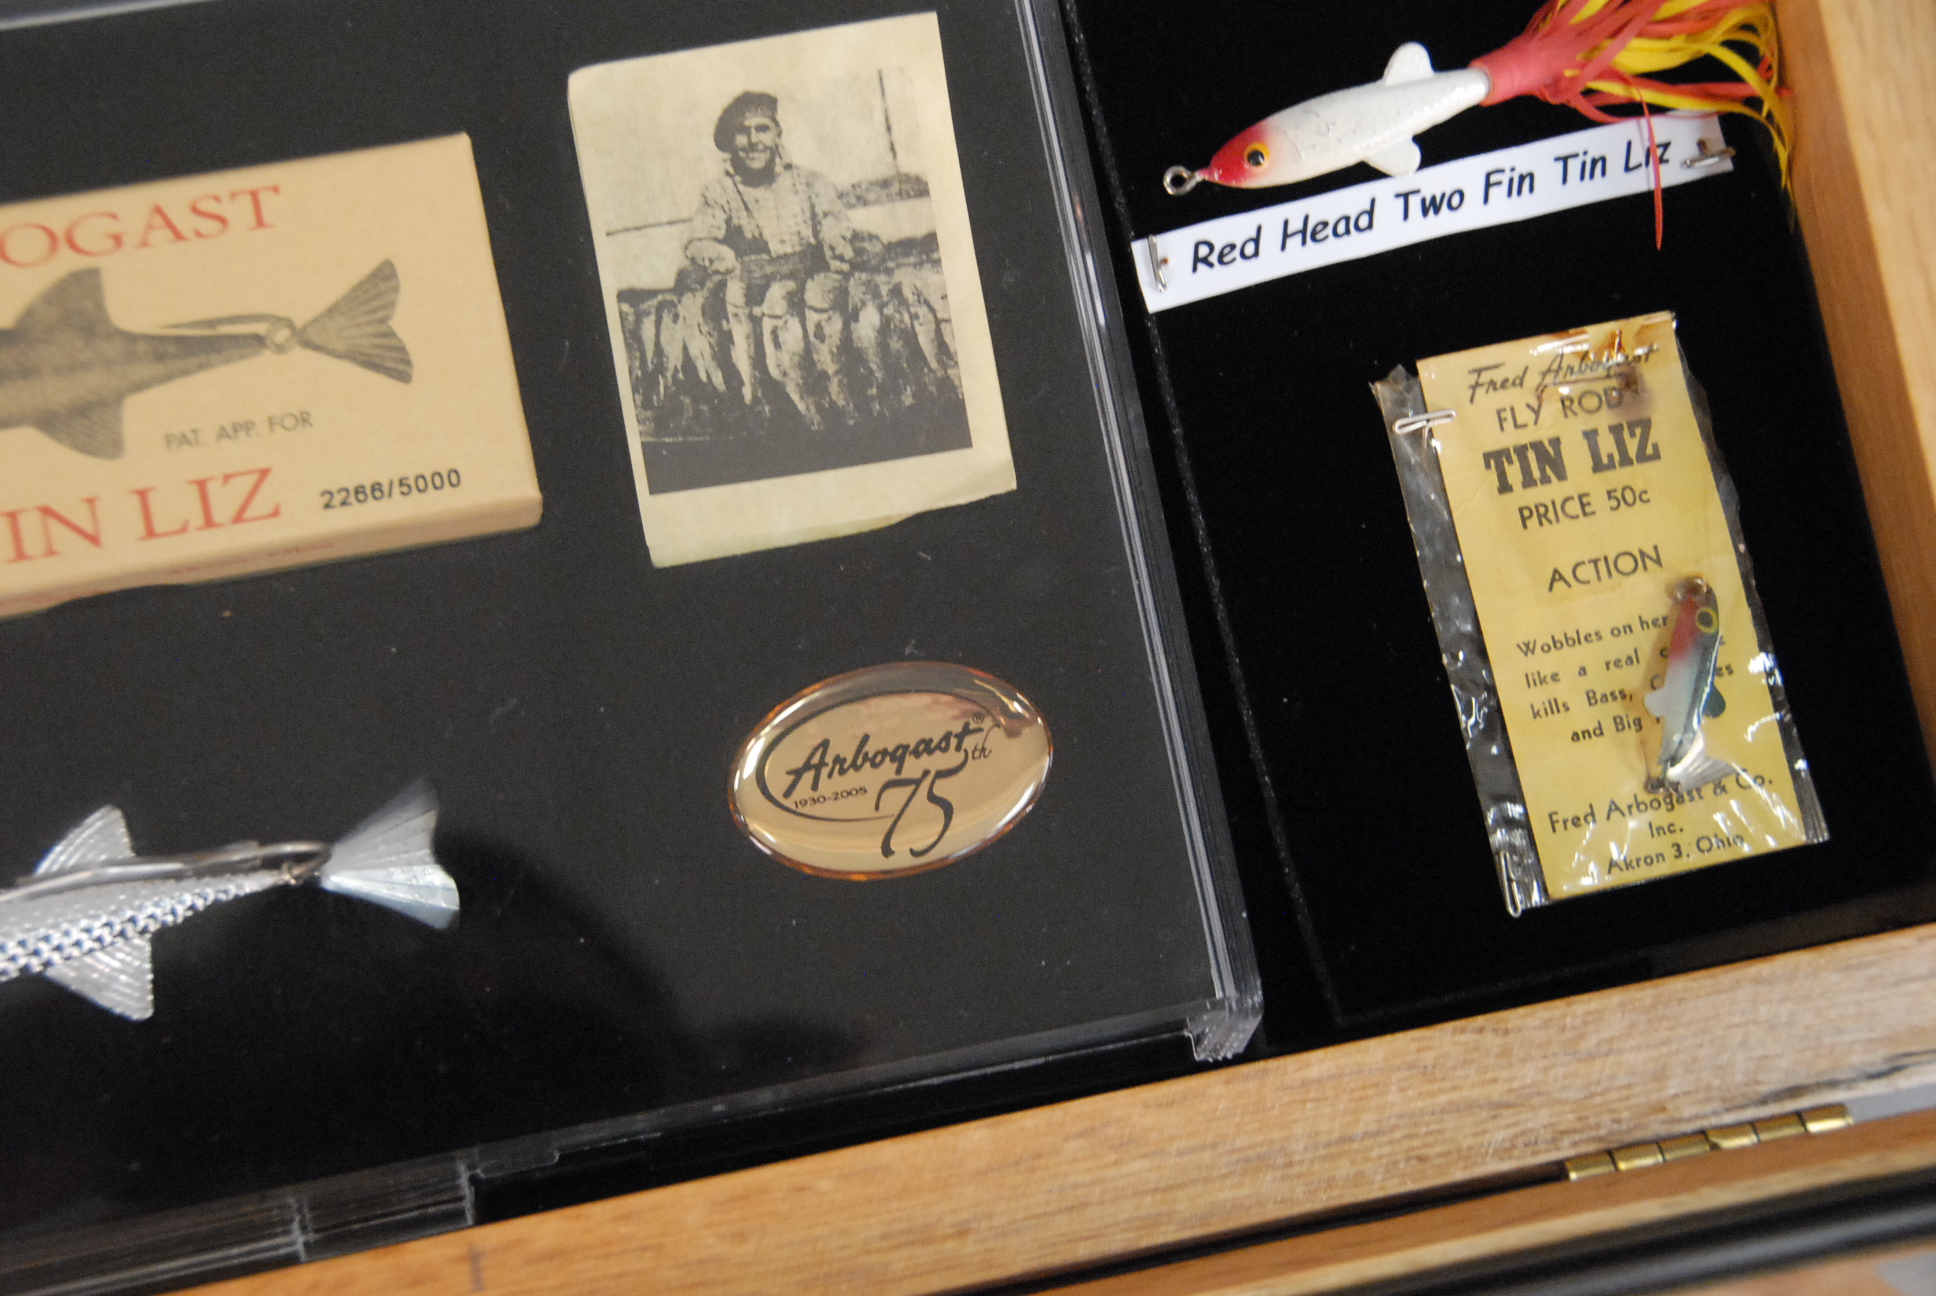 OGAST
PAT. APP. FOR
IN LIZ 2266/5000
Arbogast®
th
1930-2005 75
Red Head Two Fin Tin Liz
Fred Arbogast
FLY ROD
TIN LIZ
PRICE 50c
ACTION
Wobbles on her
like a real
kills Bass,
and Big
Fred Arbogast & Co.
Inc.
Akron 3, Ohio